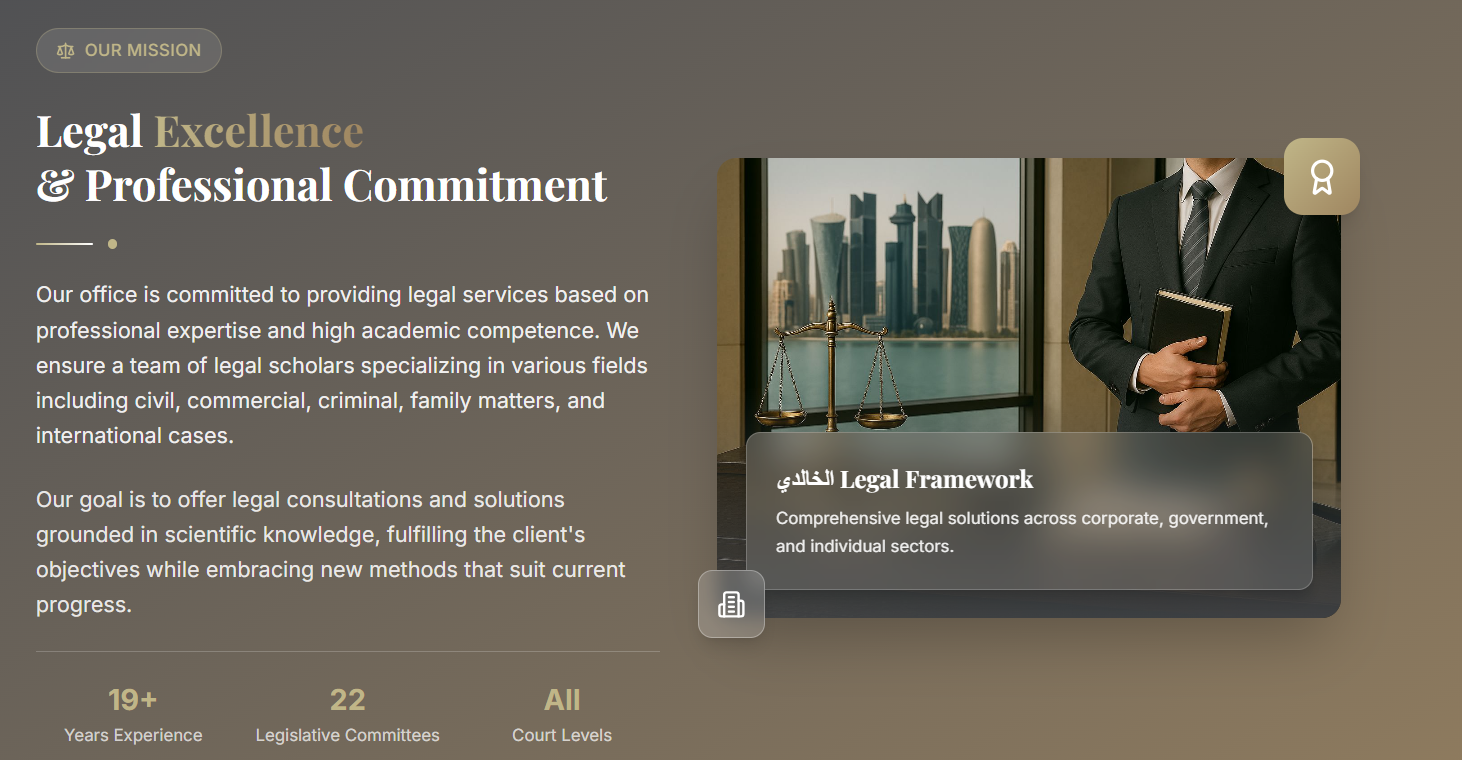 OUR MISSION
Legal Excellence
& Professional Commitment
Our office is committed to providing legal services based on
professional expertise and high academic competence. We
ensure a team of legal scholars specializing in various fields
including civil, commercial, criminal, family matters, and
international cases.
Our goal is to offer legal consultations and solutions
grounded in scientific knowledge, fulfilling the client's
objectives while embracing new methods that suit current
progress.
19+
Years Experience
22
Legislative Committees
All
Court Levels
الخالدي Legal Framework
Comprehensive legal solutions across corporate, government,
and individual sectors.